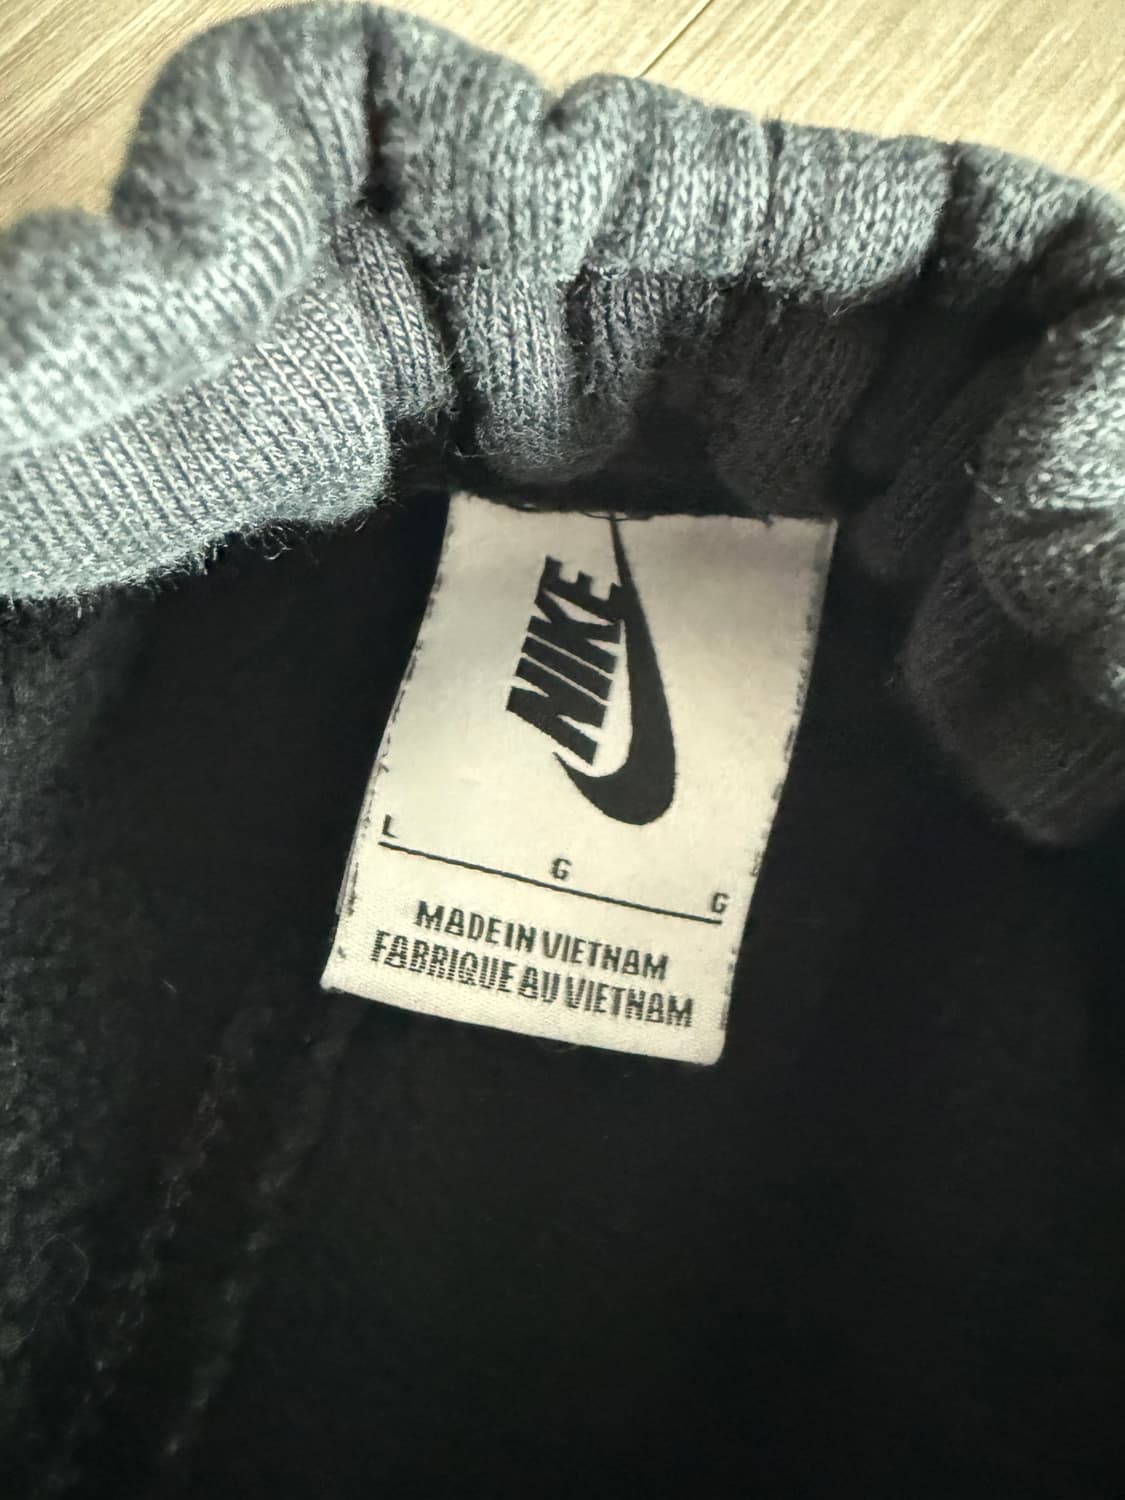 NIKE
L G G
MADE IN VIETNAM
FABRIQUE AU VIETNAM